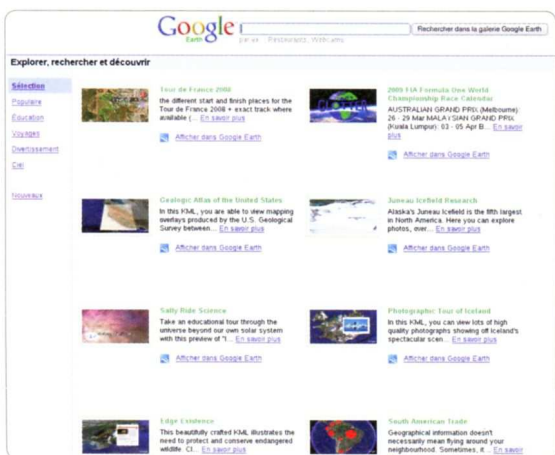 Google
Earth
Rechercher dans la galerie Google Earth
par ex. : Restaurants, Webcams
Explorer, rechercher et découvrir
Sélection
Populaire
Education
Voyages
Divertissement
Ciel
Nouveaux
Tour de France 2008
the different start and finish places for the
Tour de France 2008 + exact track where
available (... En savoir plus
Afficher dans Google Earth
2009 FIA Formula One World
Championship Race Calendar
AUSTRALIAN GRAND PRIX (Melbourne):
26 - 29 Mar MALAYSIAN GRAND PRIX
(Kuala Lumpur): 03 - 05 Apr B... En savoir
plus
Afficher dans Google Earth
Geologic Atlas of the United States
In this KML, you are able to view mapping
overlays produced by the U.S. Geological
Survey between... En savoir plus
Afficher dans Google Earth
Juneau Icefield Research
Alaska's Juneau Icefield is the fifth largest
in North America. Here you can explore
photos, over... En savoir plus
Afficher dans Google Earth
Sally Ride Science
Take an educational tour through the
universe beyond our own solar system
with this preview of "I... En savoir plus
Afficher dans Google Earth
Photographic Tour of Iceland
In this KML, you can view lots of high
quality photographs showing off Iceland's
spectacular scen... En savoir plus
Afficher dans Google Earth
Edge Existence
This beautifully crafted KML illustrates the
need to protect and conserve endangered
wildlife. Cl... En savoir plus
South American Trade
Geographical information doesn't
necessarily mean flying around your
neighbourhood. Sometimes, it ... En savoir